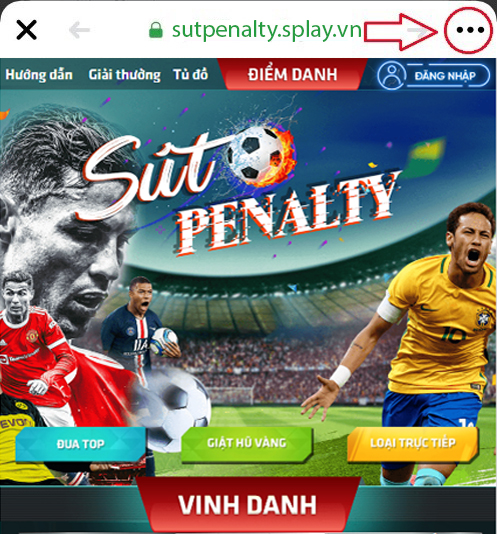 sutpenalty.splay.vn
Hướng dẫn Giải thưởng Tủ đồ ĐIỂM DANH ĐĂNG NHẬP
Sút
PENALTY
10
ĐUA TOP GIẬT HŨ VÀNG LOẠI TRỰC TIẾP
VINH DANH